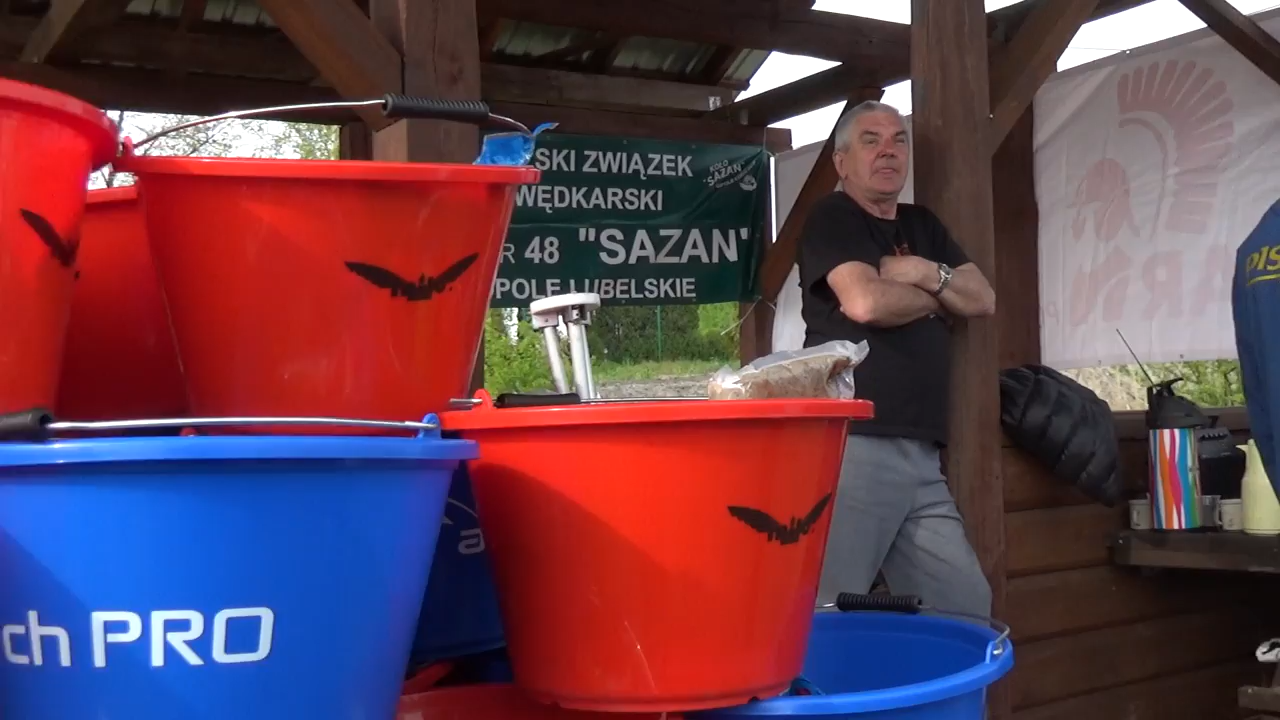 SKI ZWIĄZEK
WĘDKARSKI
KOŁO
"SAZAN"
R 48 "SAZAN"
POLE LUBELSKIE
PIS
ch PRO